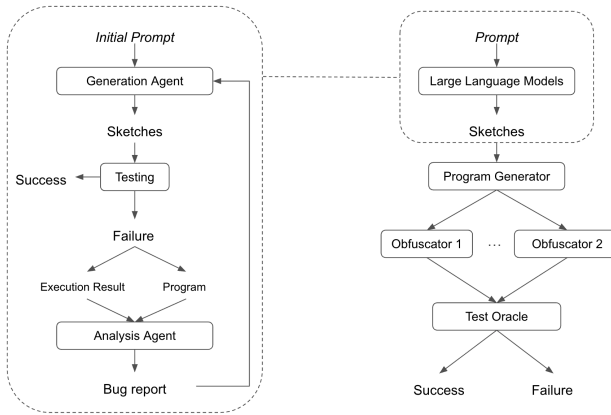 Initial Prompt
Generation Agent
Sketches
Success
Testing
Failure
Execution Result
Program
Analysis Agent
Bug report
Prompt
Large Language Models
Sketches
Program Generator
Obfuscator 1
...
Obfuscator 2
Test Oracle
Success
Failure